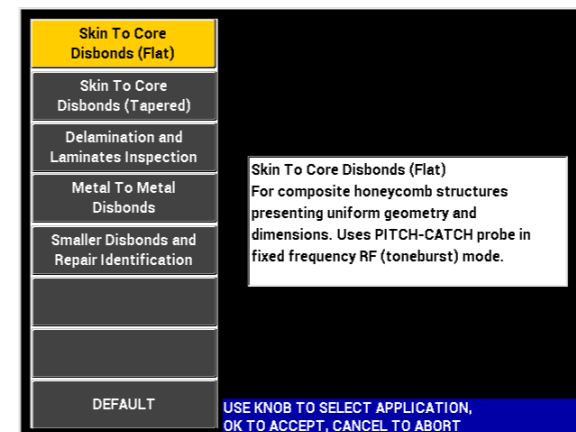 Skin To Core
Disbonds (Flat)
Skin To Core
Disbonds (Tapered)
Delamination and
Laminates Inspection
Metal To Metal
Disbonds
Smaller Disbonds and
Repair Identification
DEFAULT
Skin To Core Disbonds (Flat)
For composite honeycomb structures
presenting uniform geometry and
dimensions. Uses PITCH-CATCH probe in
fixed frequency RF (toneburst) mode.
USE KNOB TO SELECT APPLICATION,
OK TO ACCEPT, CANCEL TO ABORT